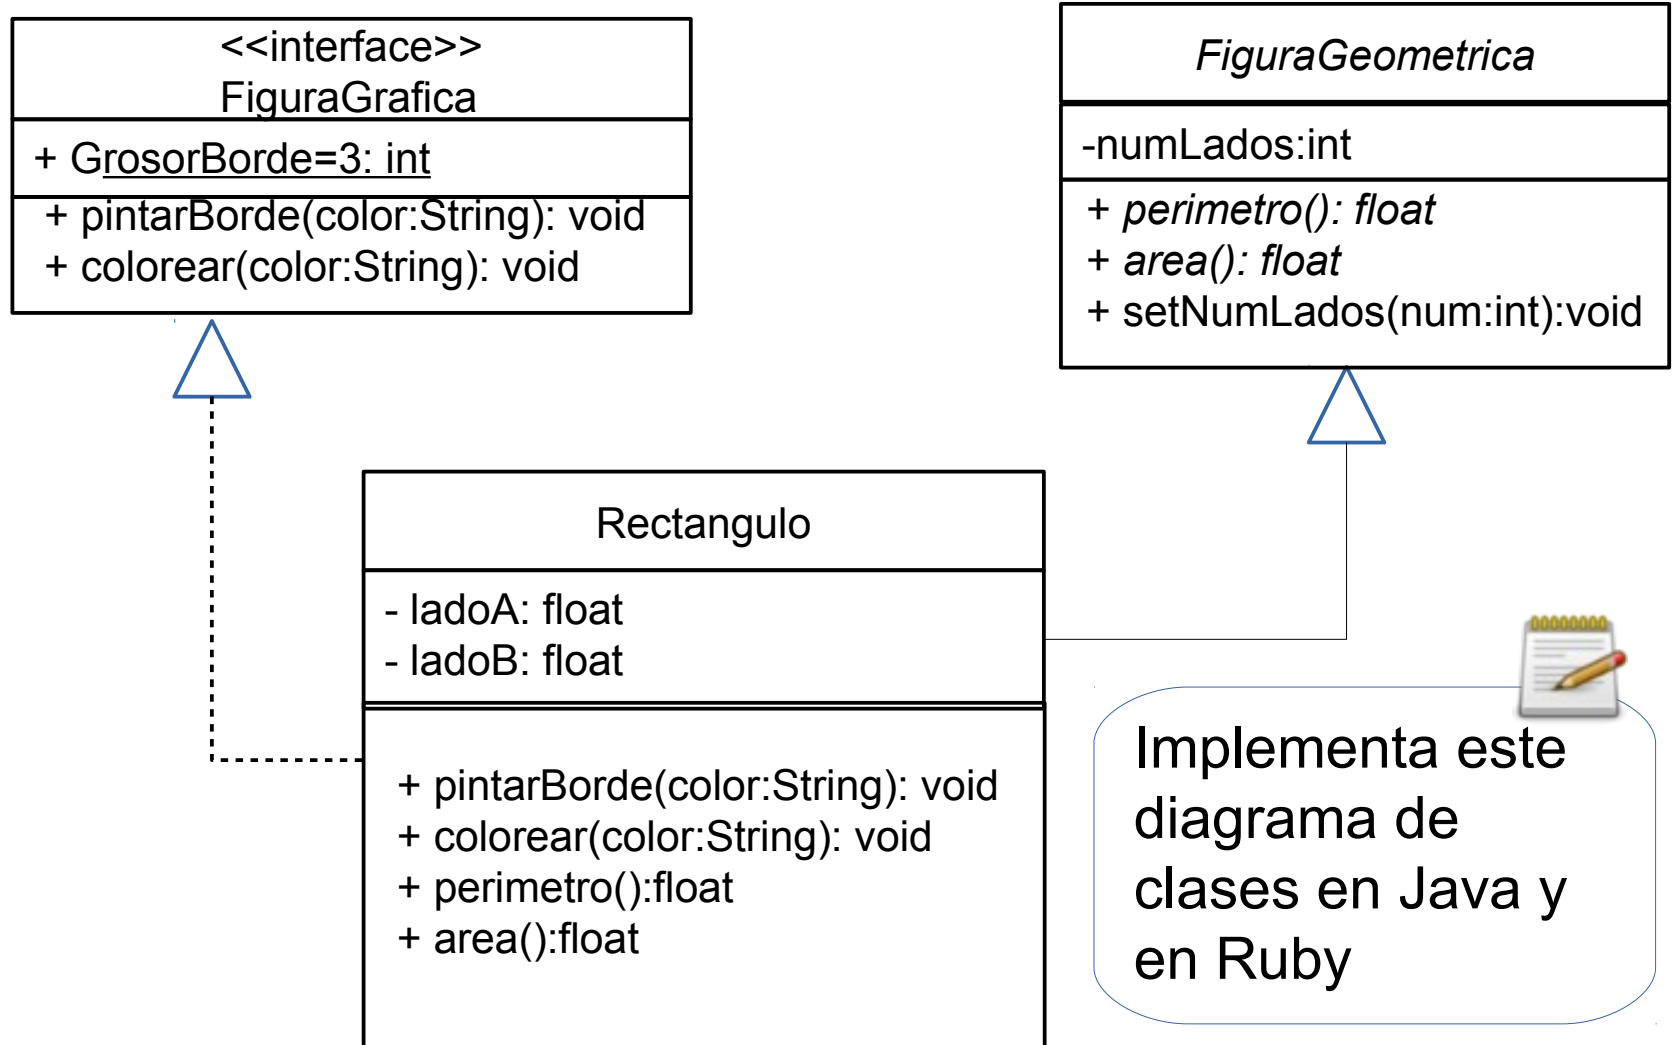 <<interface>>
FiguraGrafica
+ GrosorBorde=3: int
+ pintarBorde(color:String): void
+ colorear(color:String): void
FiguraGeometrica
-numLados:int
+ perimetro(): float
+ area(): float
+ setNumLados(num:int):void
Rectangulo
- ladoA: float
- ladoB: float
+ pintarBorde(color:String): void
+ colorear(color:String): void
+ perimetro():float
+ area():float
Implementa este
diagrama de
clases en Java y
en Ruby